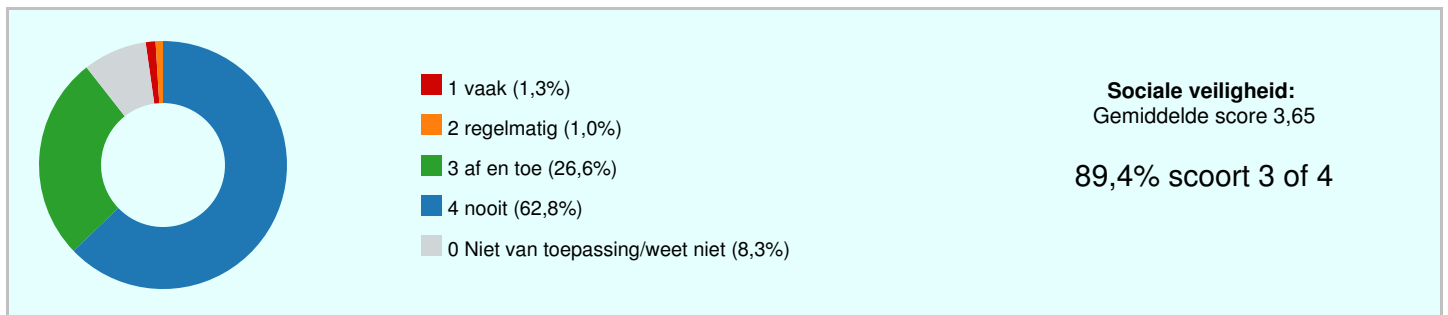 1 vaak (1,3%)
2 regelmatig (1,0%)
3 af en toe (26,6%)
4 nooit (62,8%)
0 Niet van toepassing/weet niet (8,3%)
Sociale veiligheid:
Gemiddelde score 3,65
89,4% scoort 3 of 4